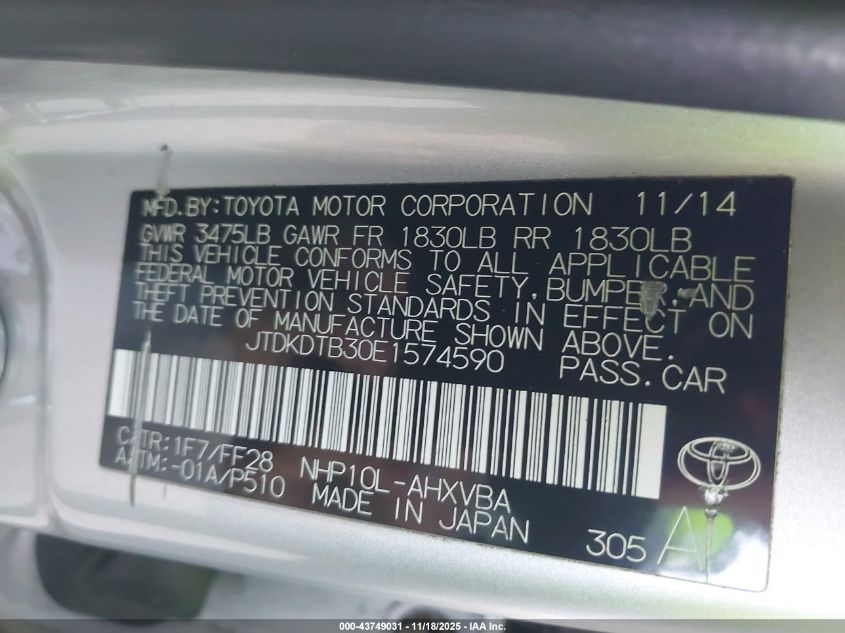 MFD.BY:TOYOTA MOTOR CORPORATION 11/14
GVWR 3475LB GAWR FR 1830LB RR 1830LB
THIS VEHICLE CONFORMS TO ALL APPLICABLE
FEDERAL MOTOR VEHICLE SAFETY, BUMPER, AND
THEFT PREVENTION STANDARDS IN EFFECT ON
THE DATE OF MANUFACTURE SHOWN ABOVE.
JTDKDTB30E1574590 PASS.CAR
C/TR:1F7/FF28 NHP10L-AHXVBA
A/TM:-01A/P510 MADE IN JAPAN 305 A
000-43749031 - 11/18/2025 - IAA Inc.